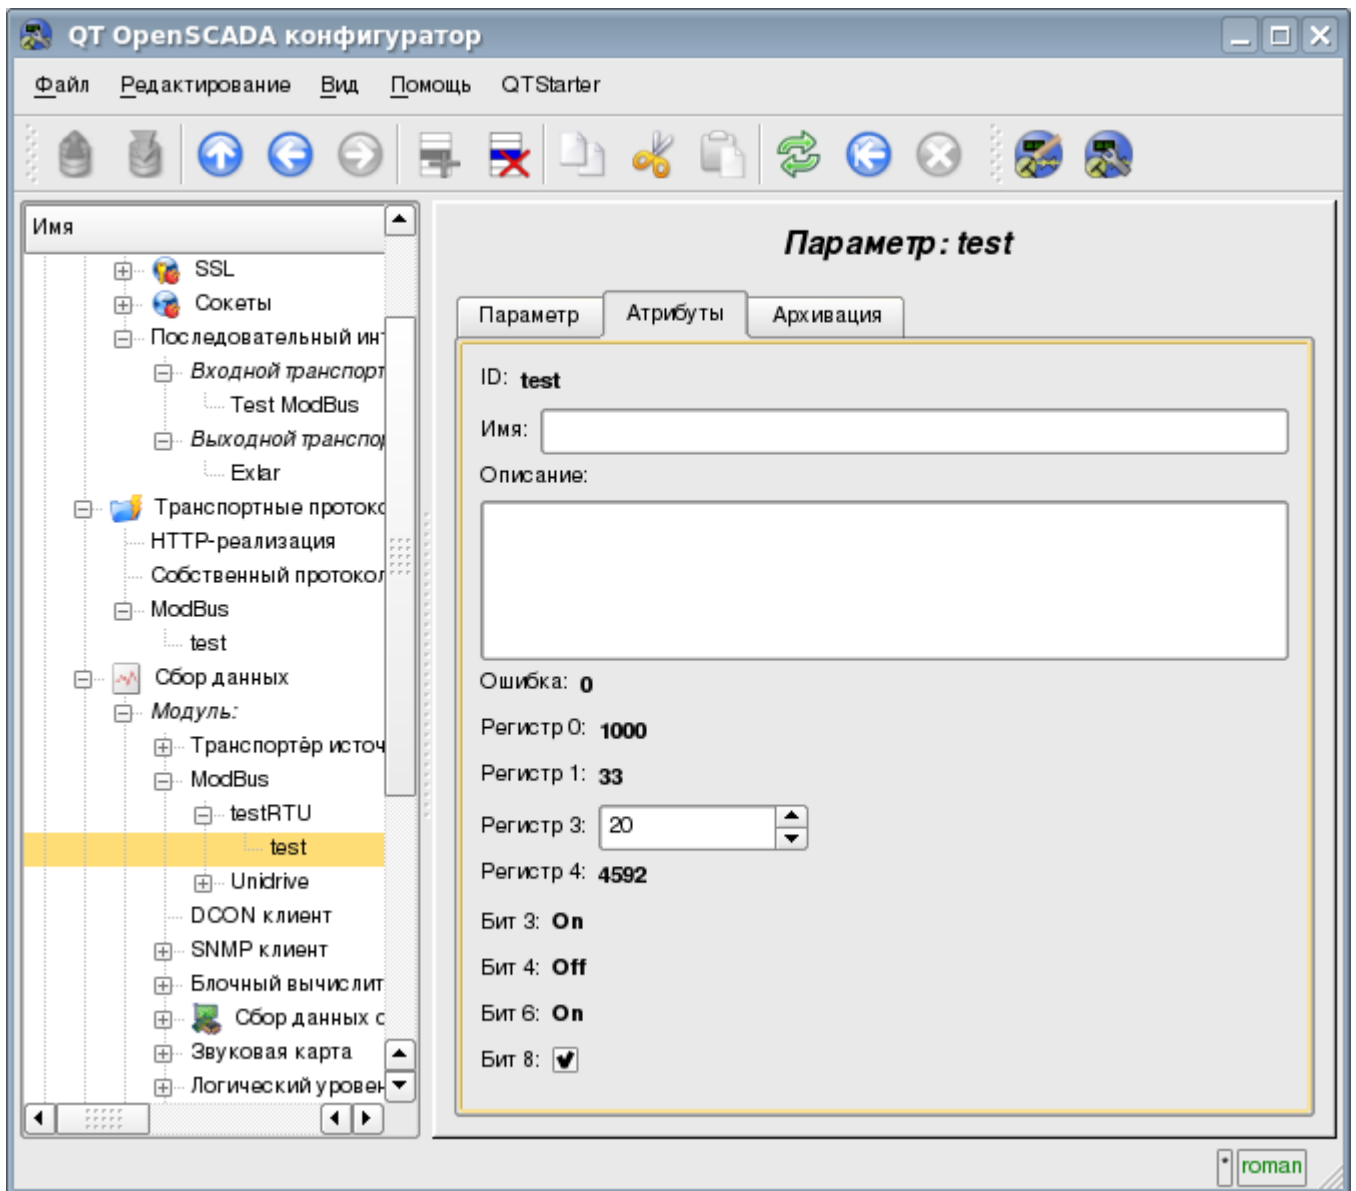 QT OpenSCADA конфигуратор
Файл Редактирование Вид Помощь QTStarter
Имя
SSL
Сокеты
Последовательный инт
Входной транспорт
Test ModBus
Выходной транспор
Exlar
Транспортные протоко
HTTP-реализация
Собственный протокол
ModBus
test
Сбор данных
Модуль:
Транспортёр источ
ModBus
testRTU
test
Unidrive
DCON клиент
SNMP клиент
Блочный вычислит
Сбор данных с
Звуковая карта
Логический уровен
Параметр: test
Параметр Атрибуты Архивация
ID: test
Имя:
Описание:
Ошибка: 0
Регистр 0: 1000
Регистр 1: 33
Регистр 3: 20
Регистр 4: 4592
Бит 3: On
Бит 4: Off
Бит 6: On
Бит 8:
* roman